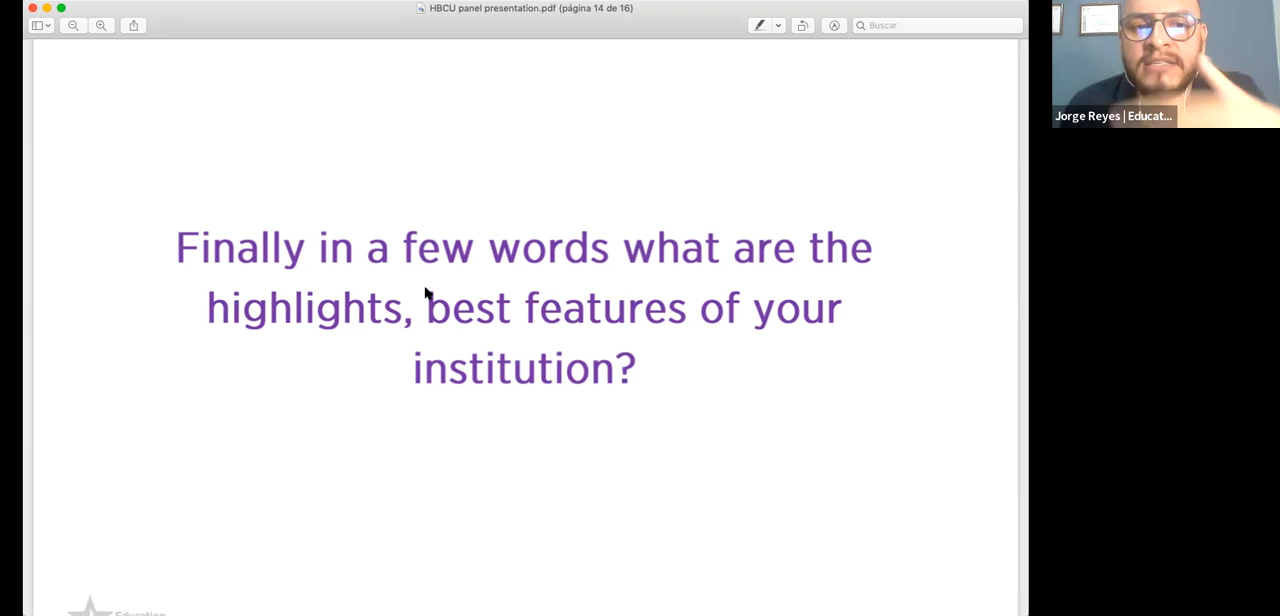 HBCU panel presentation.pdf (página 14 de 16)
Buscar
Jorge Reyes | Educat...
Finally in a few words what are the
highlights, best features of your
institution?
Education